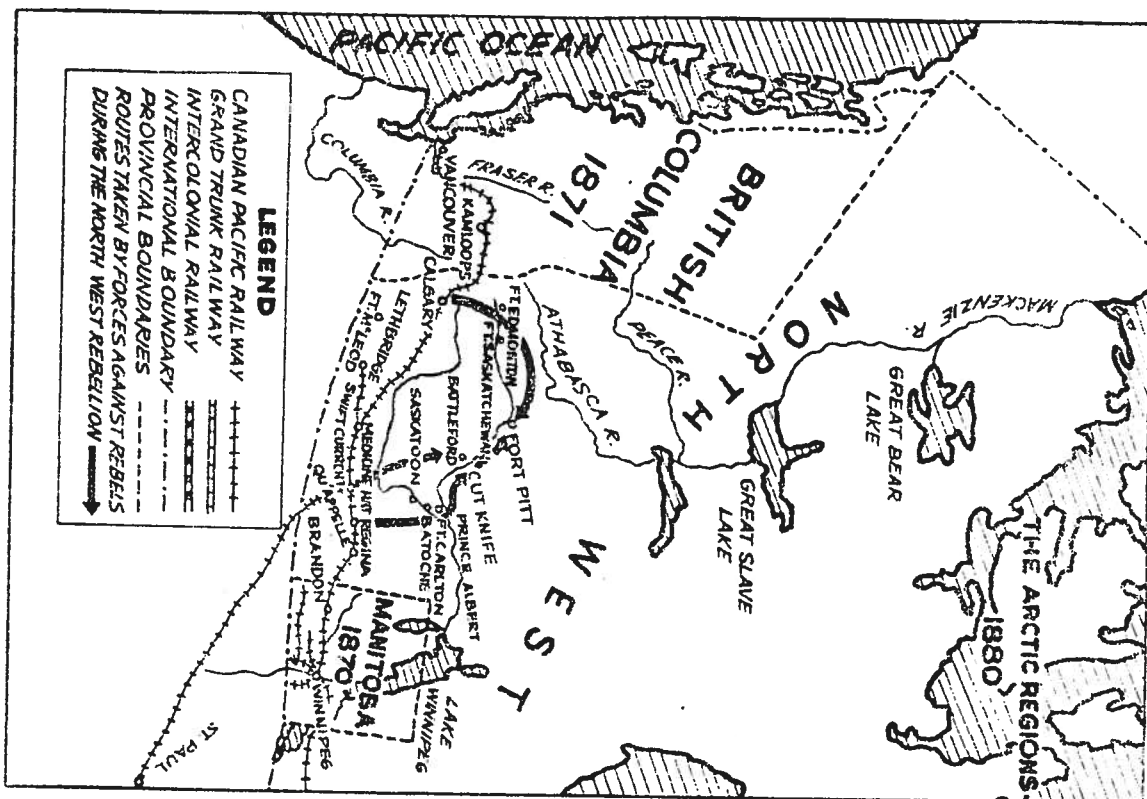 PACIFIC OCEAN
BRITISH
COLUMBIA
1871
NORTH
WEST
THE ARCTIC REGIONS
1880
MACKENZIE
R.
GREAT BEAR
LAKE
GREAT SLAVE
LAKE
PEACE R.
ATHABASCA R.
FRASER R.
COLUMBIA R.
VANCOUVER
KAMLOOPS
CALGARY
FT. EDMONTON
FT. SASKATCHEWAN
FORT PITT
BATTLEFORD
CUT KNIFE
SASKATOON
PRINCE ALBERT
FT. CARLTON
BATOCHE
LETHBRIDGE
FT. McLEOD
SWIFT CURRENT
MEDICINE HAT
REGINA
QU'APPELLE
BRANDON
MANITOBA
1870
WINNIPEG
LAKE
WINNIPEG
ST PAUL
LEGEND
CANADIAN PACIFIC RAILWAY
GRAND TRUNK RAILWAY
INTERCOLONIAL RAILWAY
INTERNATIONAL BOUNDARY
PROVINCIAL BOUNDARIES
ROUTES TAKEN BY FORCES AGAINST REBELS
DURING THE NORTH WEST REBELLION